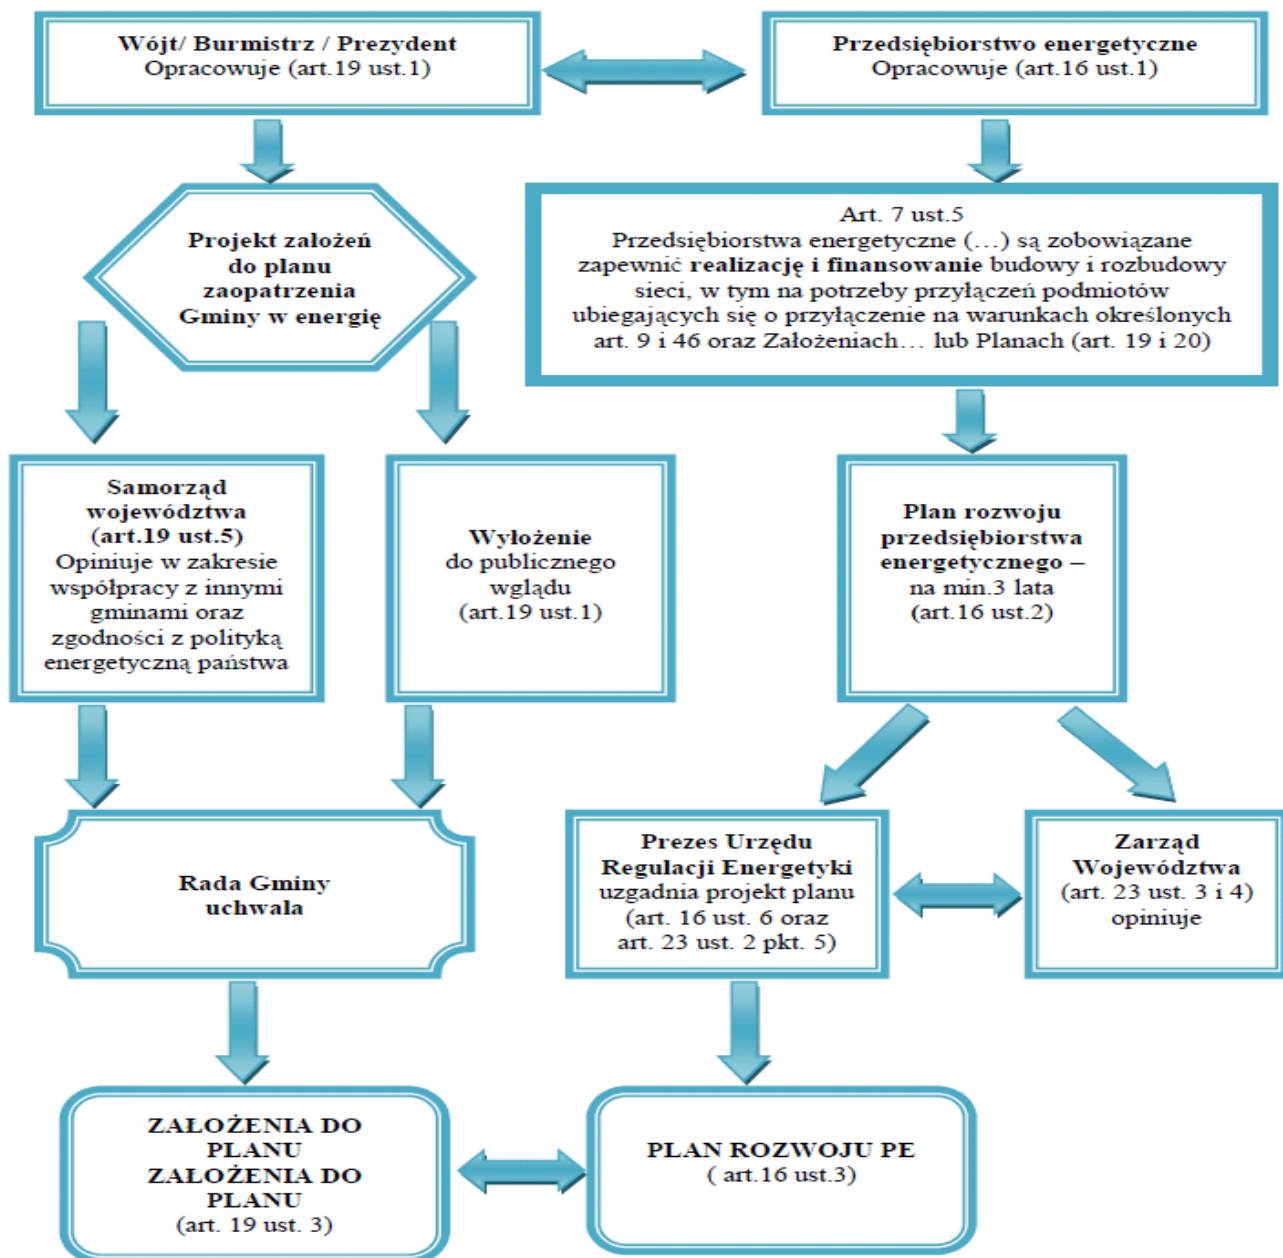 Wójt/ Burmistrz / Prezydent
Opracowuje (art.19 ust.1)
Przedsiębiorstwo energetyczne
Opracowuje (art.16 ust.1)
Projekt założeń
do planu
zaopatrzenia
Gminy w energię
Art. 7 ust.5
Przedsiębiorstwa energetyczne (…) są zobowiązane
zapewnić realizację i finansowanie budowy i rozbudowy
sieci, w tym na potrzeby przyłączeń podmiotów
ubiegających się o przyłączenie na warunkach określonych
art. 9 i 46 oraz Założeniach… lub Planach (art. 19 i 20)
Samorząd
województwa
(art.19 ust.5)
Opiniuje w zakresie
współpracy z innymi
gminami oraz
zgodności z polityką
energetyczną państwa
Wyłożenie
do publicznego
wglądu
(art.19 ust.1)
Plan rozwoju
przedsiębiorstwa
energetycznego –
na min.3 lata
(art.16 ust.2)
Rada Gminy
uchwala
Prezes Urzędu
Regulacji Energetyki
uzgadnia projekt planu
(art. 16 ust. 6 oraz
art. 23 ust. 2 pkt. 5)
Zarząd
Województwa
(art. 23 ust. 3 i 4)
opiniuje
ZAŁOŻENIA DO
PLANU
ZAŁOŻENIA DO
PLANU
(art. 19 ust. 3)
PLAN ROZWOJU PE
( art.16 ust.3)